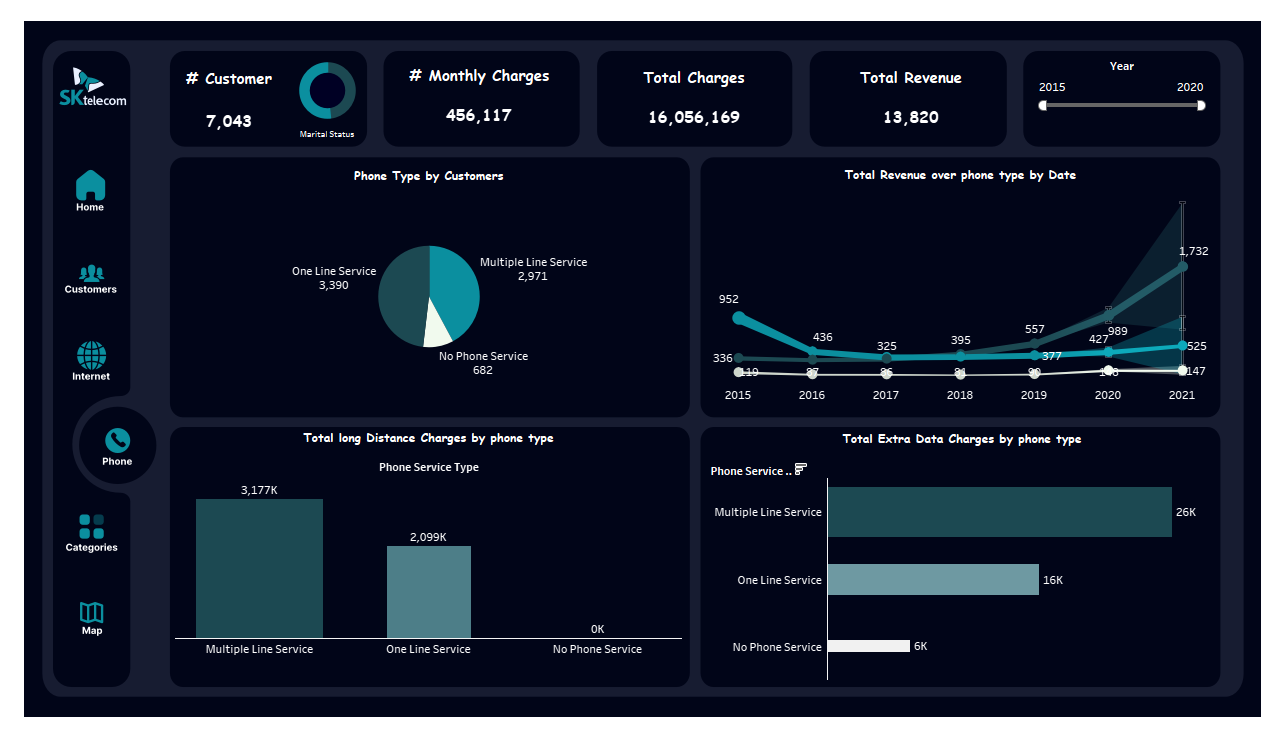 SKtelecom
Home
Customers
Internet
Phone
Categories
Map
# Customer
7,043
Marital Status
# Monthly Charges
456,117
Total Charges
16,056,169
Total Revenue
13,820
Year
2015 2020
Phone Type by Customers
One Line Service
3,390
Multiple Line Service
2,971
No Phone Service
682
Total Revenue over phone type by Date
952
436
325
395
557
427
989
1,732
336
377
525
119
87
86
81
90
147
2015 2016 2017 2018 2019 2020 2021
Total long Distance Charges by phone type
Phone Service Type
3,177K
2,099K
0K
Multiple Line Service One Line Service No Phone Service
Total Extra Data Charges by phone type
Phone Service ..
Multiple Line Service 26K
One Line Service 16K
No Phone Service 6K